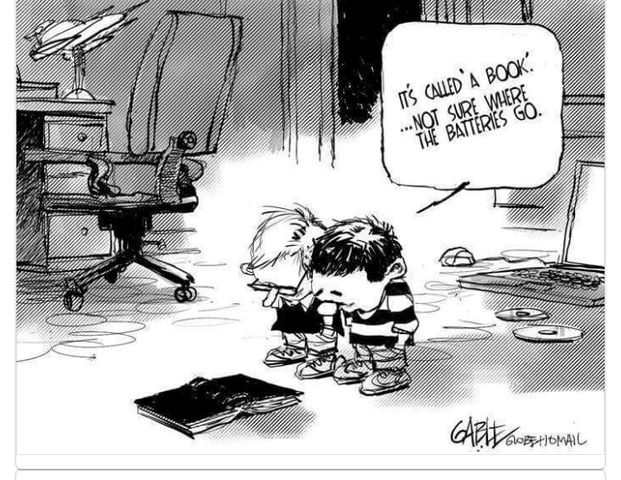 IT'S CALLED 'A BOOK'.
...NOT SURE WHERE
THE BATTERIES GO.
GABLE
GLOBE & MAIL